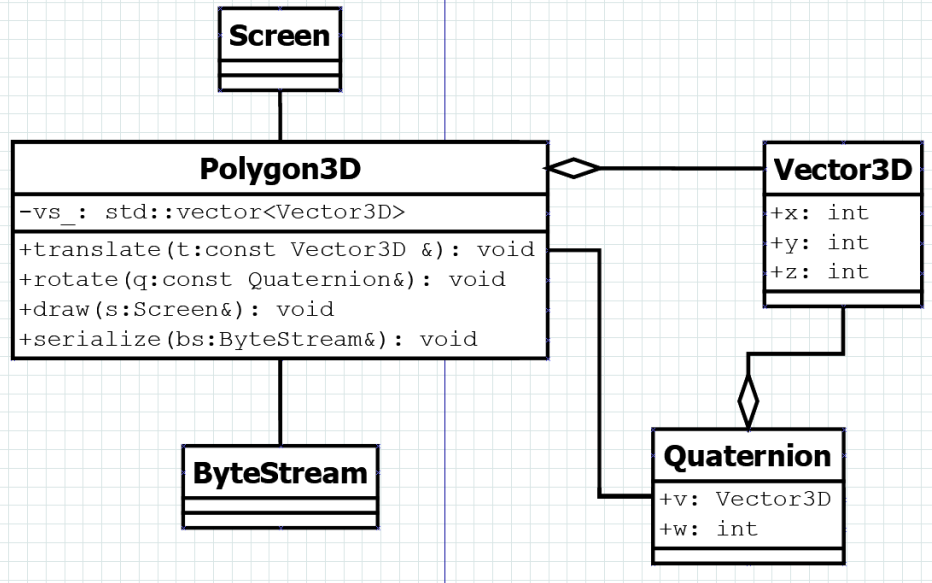 Screen
Polygon3D
-vs_: std::vector<Vector3D>
+translate(t:const Vector3D &): void
+rotate(q:const Quaternion&): void
+draw(s:Screen&): void
+serialize(bs:ByteStream&): void
Vector3D
+x: int
+y: int
+z: int
ByteStream
Quaternion
+v: Vector3D
+w: int